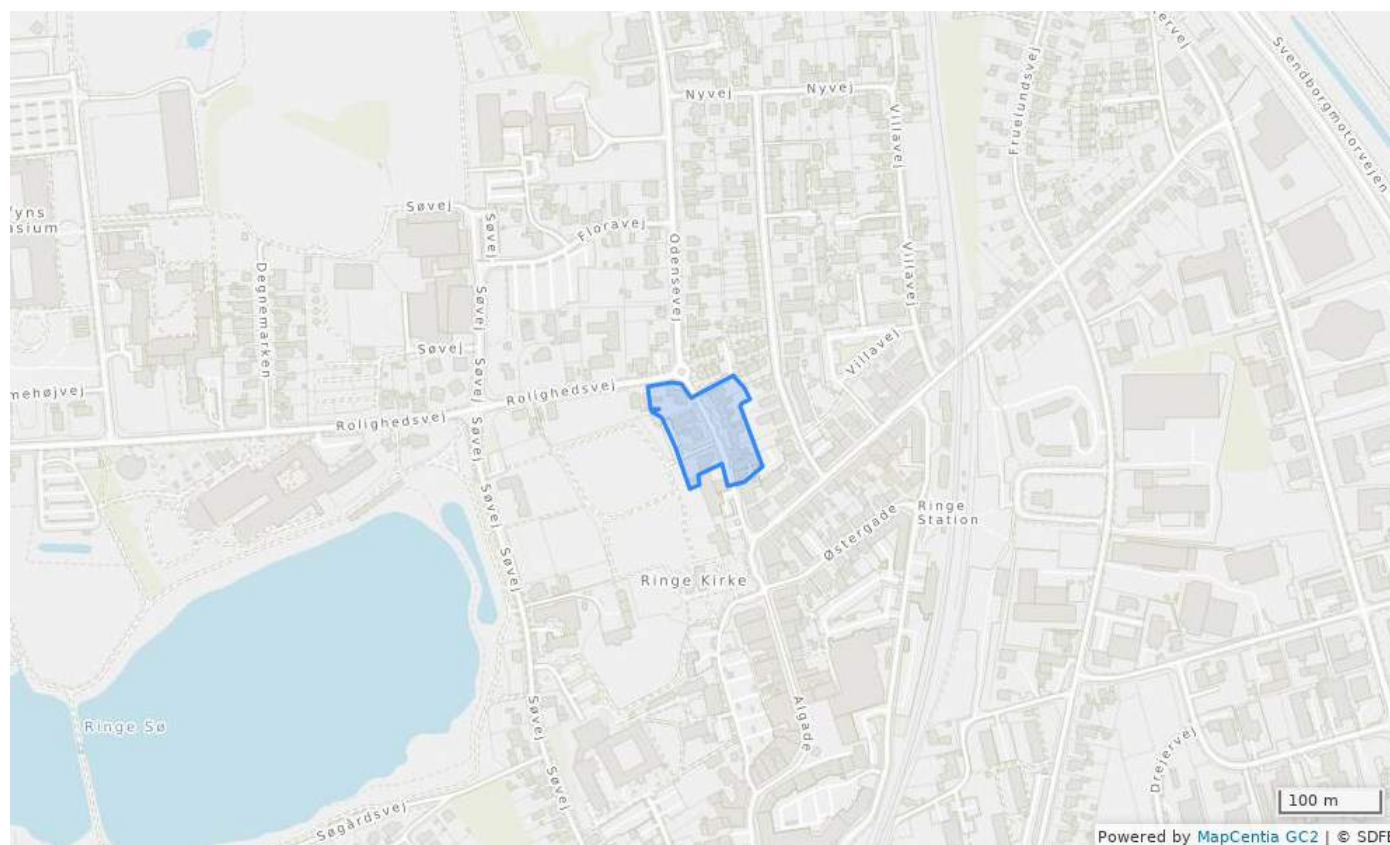 Svendborgmotorvejen
Fruelundsvej
Nyvej
Nyvej
Villavej
Søvej
Søvej
Floravej
Odensevej
Villavej
Degnemarken
Søvej
Søvej
Villavej
Søvej
Rolighedsvej
Rolighedsvej
Søvej
Søvej
Ringe
Station
Østergade
Søvej
Ringe Kirke
Ringe Sø
Søvej
Algade
Drejervej
Søvej
Søgårdsvej
100 m
Powered by MapCentia GC2 | © SDFE